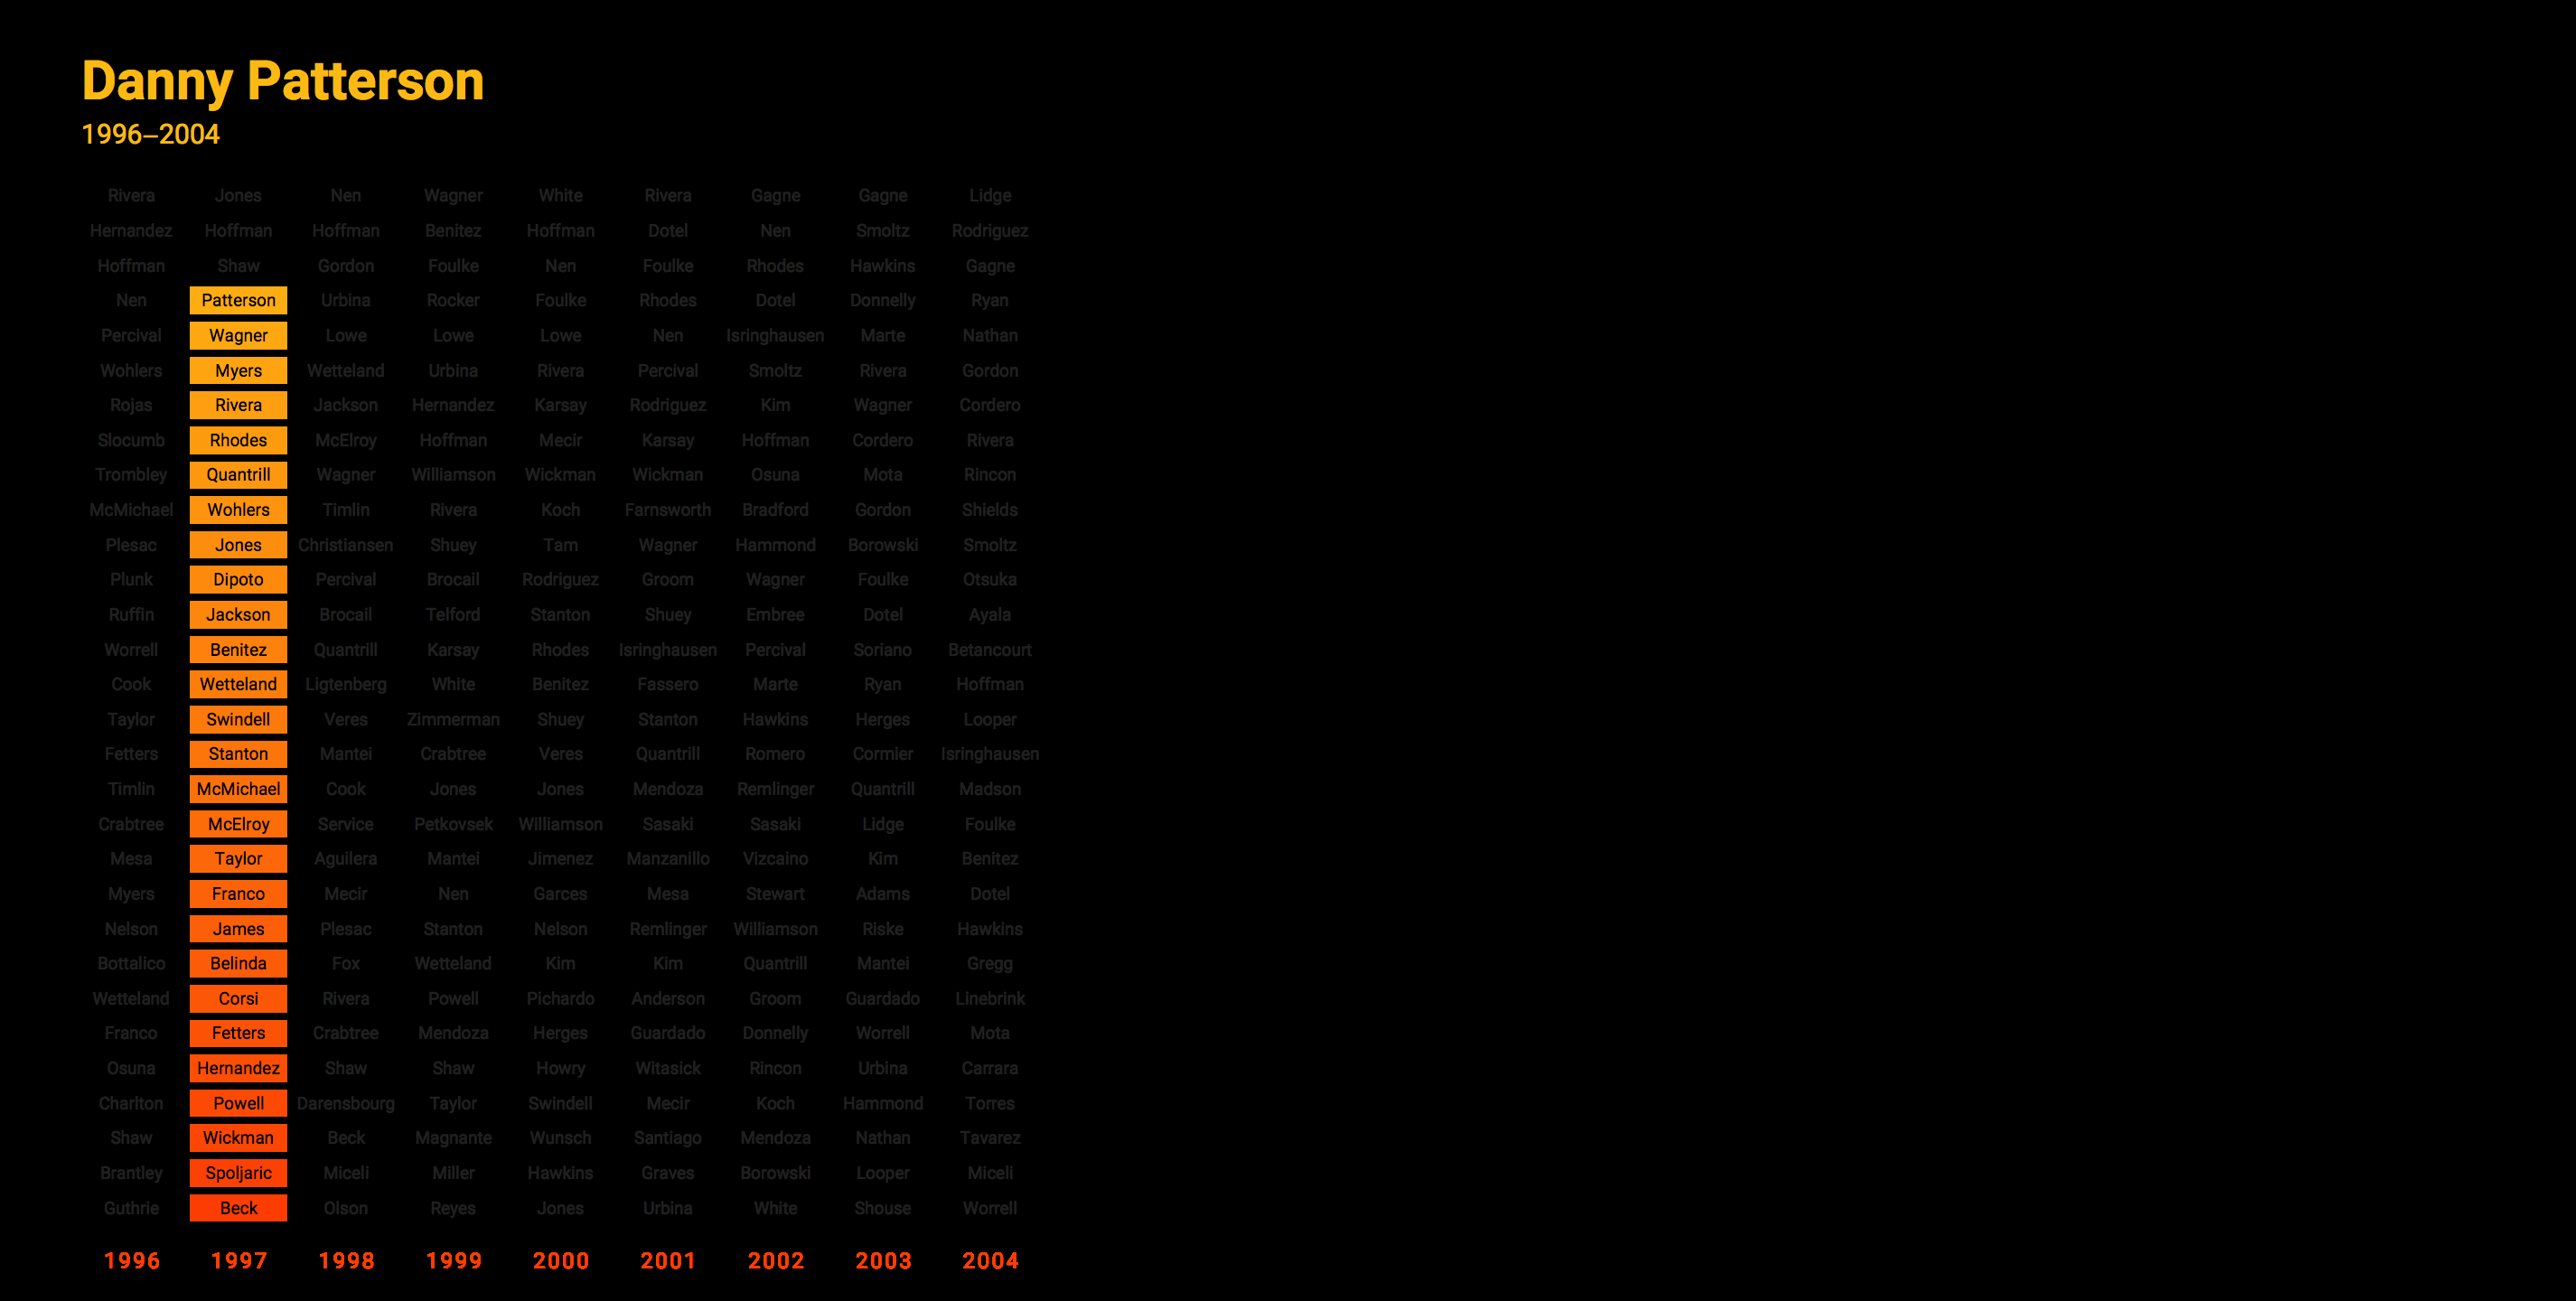 Danny Patterson
1996–2004
Rivera Jones Nen Wagner White Rivera Gagne Gagne Lidge
Hernandez Hoffman Hoffman Benitez Hoffman Dotel Nen Smoltz Rodriguez
Hoffman Shaw Gordon Foulke Nen Foulke Rhodes Hawkins Gagne
Nen Patterson Urbina Rocker Foulke Rhodes Dotel Donnelly Ryan
Percival Wagner Lowe Lowe Lowe Nen Isringhausen Marte Nathan
Wohlers Myers Wetteland Urbina Rivera Percival Smoltz Rivera Gordon
Rojas Rivera Jackson Hernandez Karsay Rodriguez Kim Wagner Cordero
Slocumb Rhodes McElroy Hoffman Mecir Karsay Hoffman Cordero Rivera
Trombley Quantrill Wagner Williamson Wickman Wickman Osuna Mota Rincon
McMichael Wohlers Timlin Rivera Koch Farnsworth Bradford Gordon Shields
Plesac Jones Christiansen Shuey Tam Wagner Hammond Borowski Smoltz
Plunk Dipoto Percival Brocail Rodriguez Groom Wagner Foulke Otsuka
Ruffin Jackson Brocail Telford Stanton Shuey Embree Dotel Ayala
Worrell Benitez Quantrill Karsay Rhodes Isringhausen Percival Soriano Betancourt
Cook Wetteland Ligtenberg White Benitez Fassero Marte Ryan Hoffman
Taylor Swindell Veres Zimmerman Shuey Stanton Hawkins Herges Looper
Fetters Stanton Mantei Crabtree Veres Quantrill Romero Cormier Isringhausen
Timlin McMichael Cook Jones Jones Mendoza Remlinger Quantrill Madson
Crabtree McElroy Service Petkovsek Williamson Sasaki Sasaki Lidge Foulke
Mesa Taylor Aguilera Mantei Jimenez Manzanillo Vizcaino Kim Benitez
Myers Franco Mecir Nen Garces Mesa Stewart Adams Dotel
Nelson James Plesac Stanton Nelson Remlinger Williamson Riske Hawkins
Bottalico Belinda Fox Wetteland Kim Kim Quantrill Mantei Gregg
Wetteland Corsi Rivera Powell Pichardo Anderson Groom Guardado Linebrink
Franco Fetters Crabtree Mendoza Herges Guardado Donnelly Worrell Mota
Osuna Hernandez Shaw Shaw Howry Witasick Rincon Urbina Carrara
Charlton Powell Darensbourg Taylor Swindell Mecir Koch Hammond Torres
Shaw Wickman Beck Magnante Wunsch Santiago Mendoza Nathan Tavarez
Brantley Spoljaric Miceli Miller Hawkins Graves Borowski Looper Miceli
Guthrie Beck Olson Reyes Jones Urbina White Shouse Worrell
1996 1997 1998 1999 2000 2001 2002 2003 2004